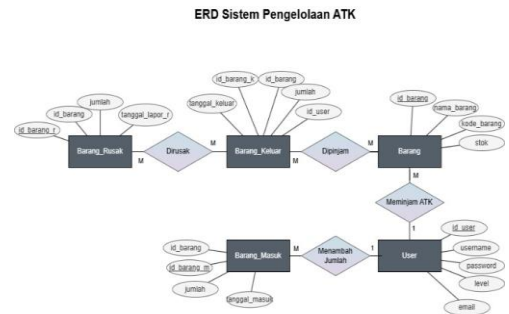 ERD Sistem Pengelolaan ATK
id_barang_k
id_barang
jumlah
id_barang
jumlah
tanggal_keluar
nama_barang
id_barang
tanggal_lapor_r
id_user
kode_barang
id_barang_r
stok
Barang_Rusak
M
Dirusak
M
Barang_Keluar
M
Dipinjam
M
Barang
M
Meminjam ATK
1
id_user
id_barang
Barang_Masuk
M
Menambah
Jumlah
1
User
username
id_barang_m
password
jumlah
level
tanggal_masuk
email